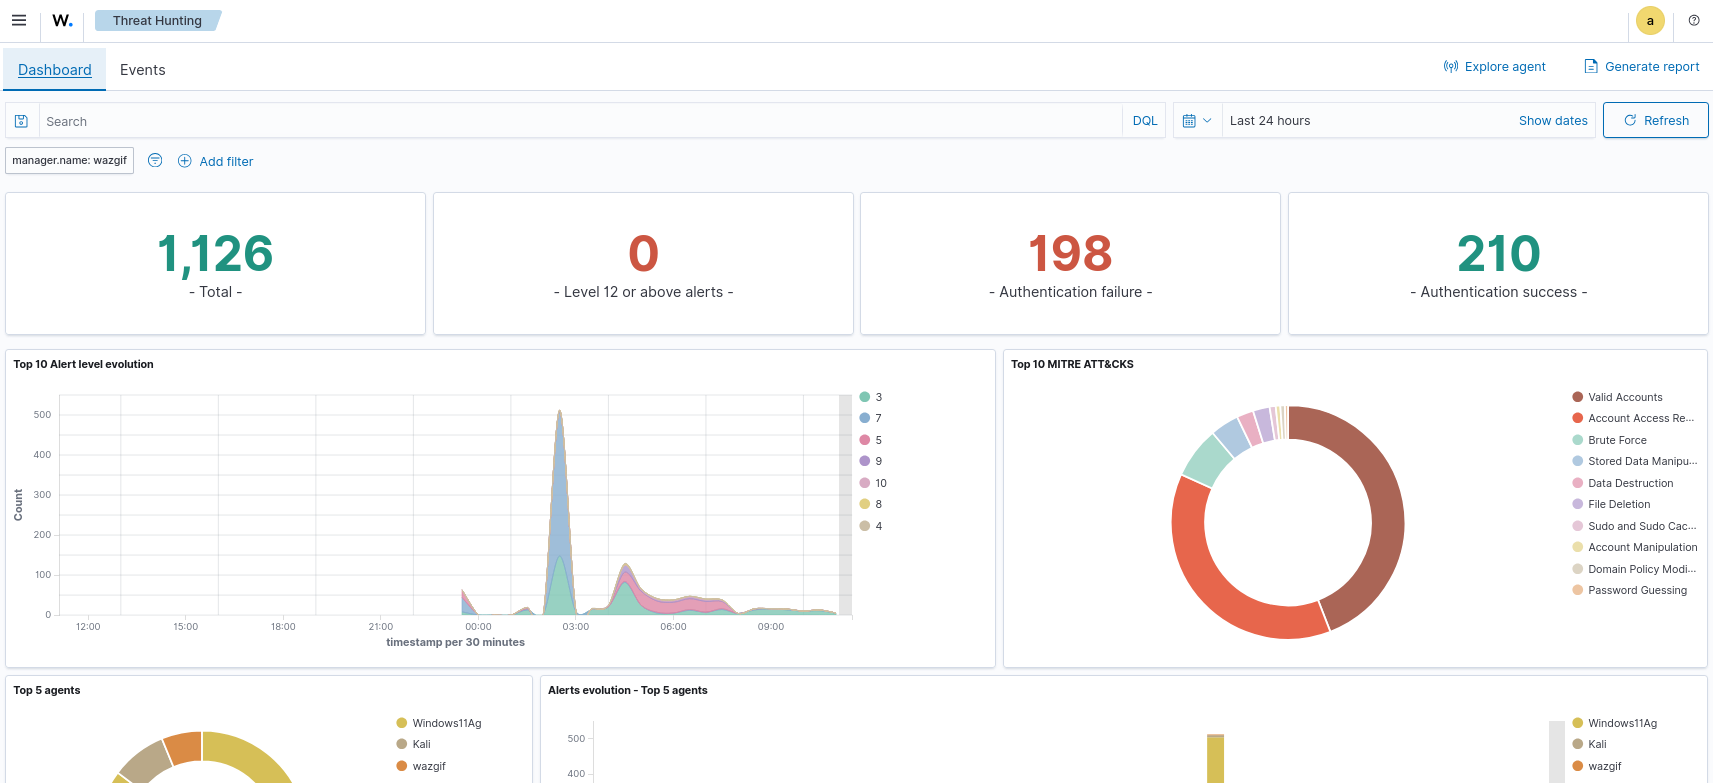 W. Threat Hunting a
Dashboard Events Explore agent Generate report
Search DQL Last 24 hours Show dates Refresh
manager.name: wazgif Add filter
1,126 0 198 210
- Total - - Level 12 or above alerts - - Authentication failure - - Authentication success -
Top 10 Alert level evolution
500
400
300
200
100
0
Count
12:00 15:00 18:00 21:00 00:00 03:00 06:00 09:00
timestamp per 30 minutes
3
7
5
9
10
8
4
Top 10 MITRE ATT&CKS
Valid Accounts
Account Access Re...
Brute Force
Stored Data Manipu...
Data Destruction
File Deletion
Sudo and Sudo Cac...
Account Manipulation
Domain Policy Modi...
Password Guessing
Top 5 agents
Windows11Ag
Kali
wazgif
Alerts evolution - Top 5 agents
500
400
Windows11Ag
Kali
wazgif